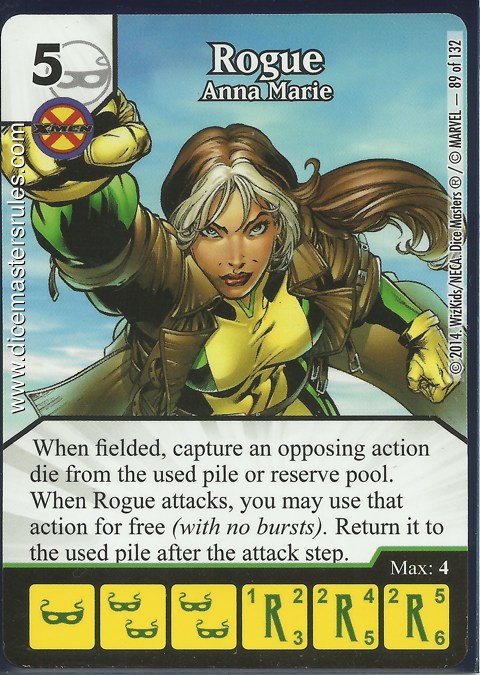 5
Rogue
Anna Marie
X-MEN
www.dicemastersrules.com
© 2014. WizKids/NECA. Dice Masters ® / © MARVEL — 89 of 132
When fielded, capture an opposing action
die from the used pile or reserve pool.
When Rogue attacks, you may use that
action for free (with no bursts). Return it to
the used pile after the attack step.
Max: 4
1 R 2 3
2 R 4 5
2 R 5 6